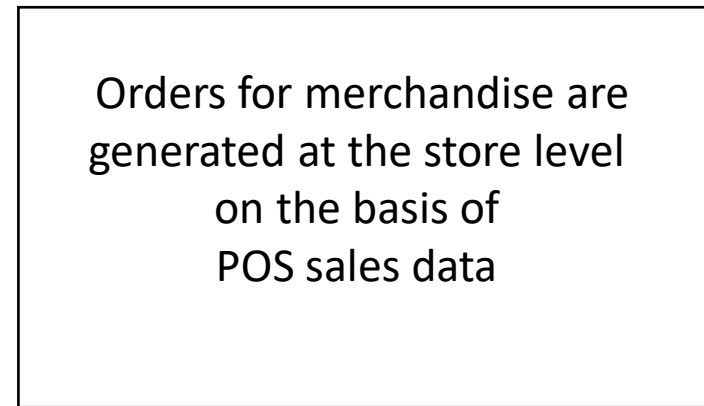 Orders for merchandise are
generated at the store level
on the basis of
POS sales data